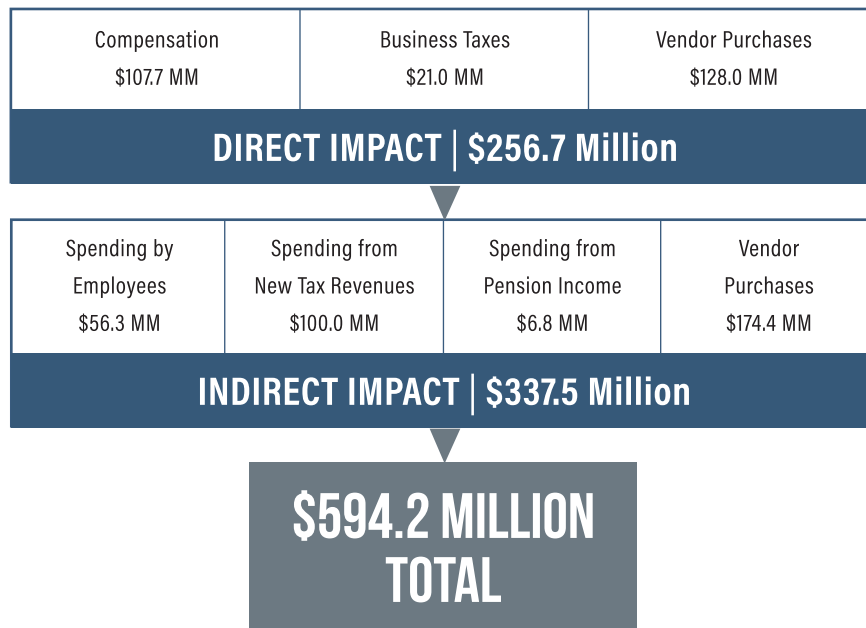 Compensation
$107.7 MM
Business Taxes
$21.0 MM
Vendor Purchases
$128.0 MM
DIRECT IMPACT | $256.7 Million
Spending by
Employees
$56.3 MM
Spending from
New Tax Revenues
$100.0 MM
Spending from
Pension Income
$6.8 MM
Vendor
Purchases
$174.4 MM
INDIRECT IMPACT | $337.5 Million
$594.2 MILLION
TOTAL